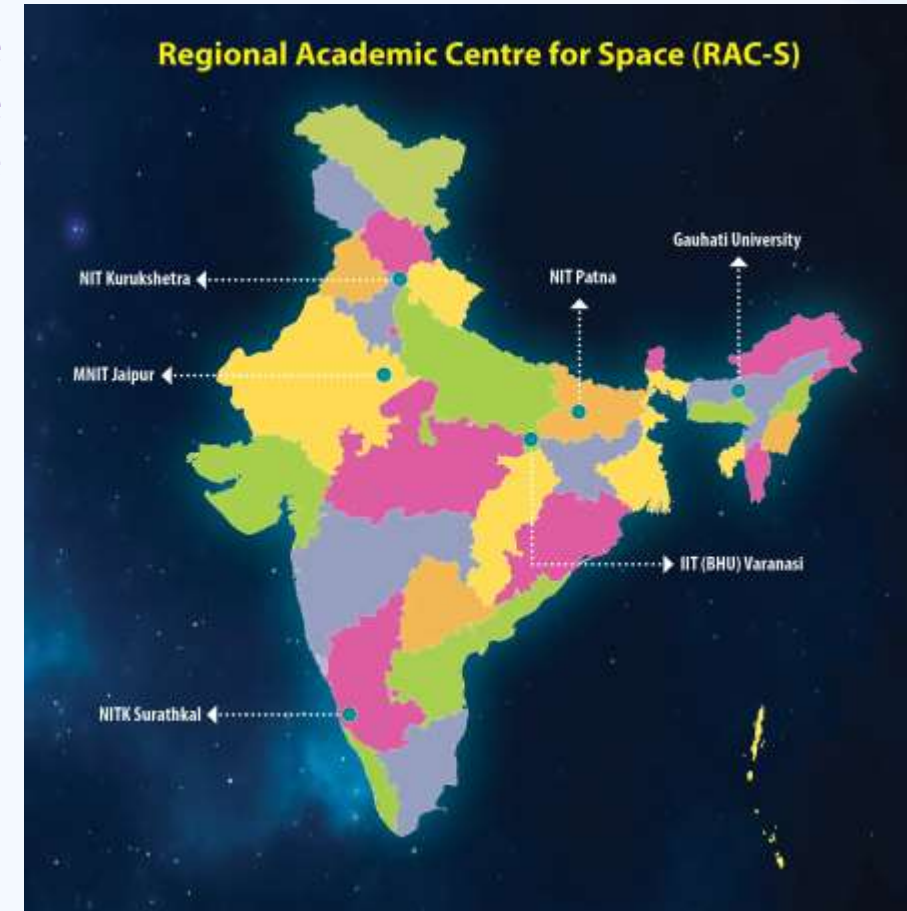 Regional Academic Centre for Space (RAC-S)
Gauhati University
NIT Kurukshetra
NIT Patna
MNIT Jaipur
IIT (BHU) Varanasi
NITK Surathkal